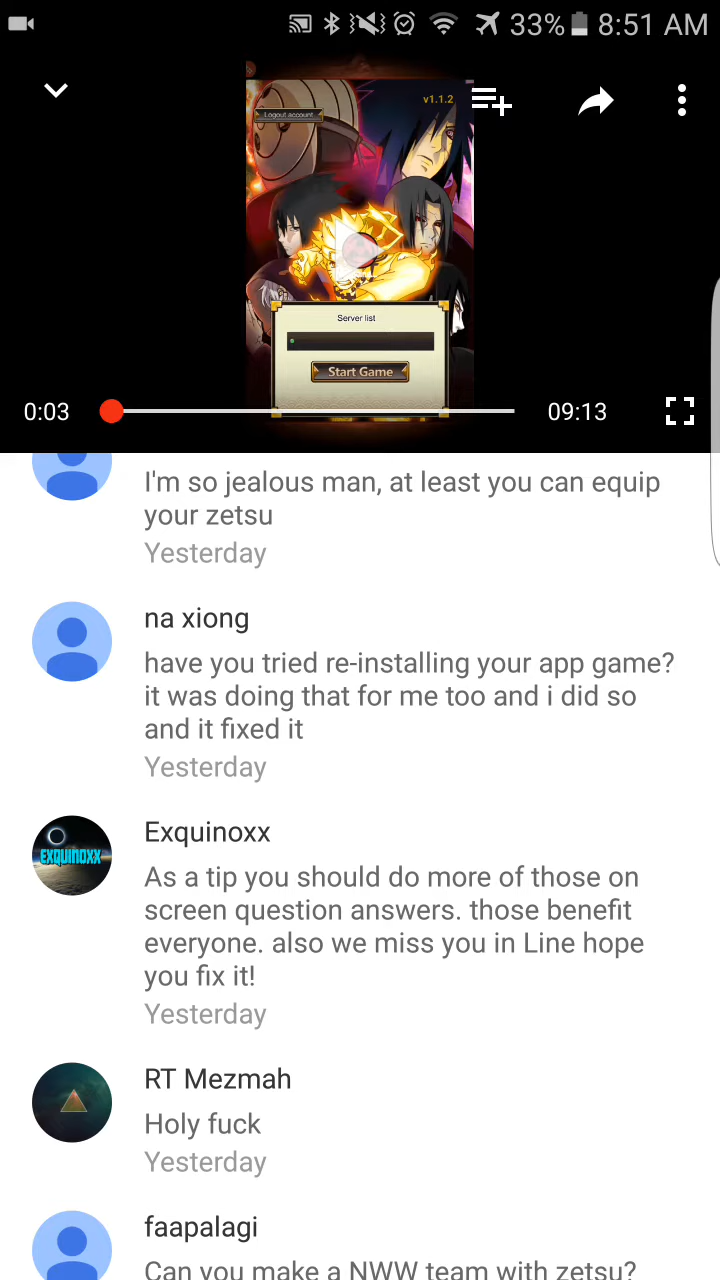 33% 8:51 AM
v1.1.2
Logout account
Server list
Start Game
0:03
09:13
I'm so jealous man, at least you can equip
your zetsu
Yesterday
na xiong
have you tried re-installing your app game?
it was doing that for me too and i did so
and it fixed it
Yesterday
Exquinoxx
EXQUINOXX
As a tip you should do more of those on
screen question answers. those benefit
everyone. also we miss you in Line hope
you fix it!
Yesterday
RT Mezmah
Holy fuck
Yesterday
faapalagi
Can you make a NWW team with zetsu?